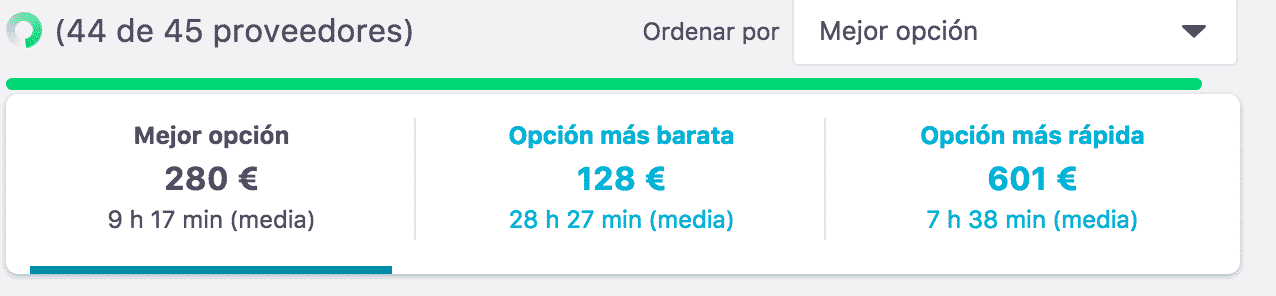 (44 de 45 proveedores)
Ordenar por
Mejor opción
Mejor opción
280 €
9 h 17 min (media)
Opción más barata
128 €
28 h 27 min (media)
Opción más rápida
601 €
7 h 38 min (media)